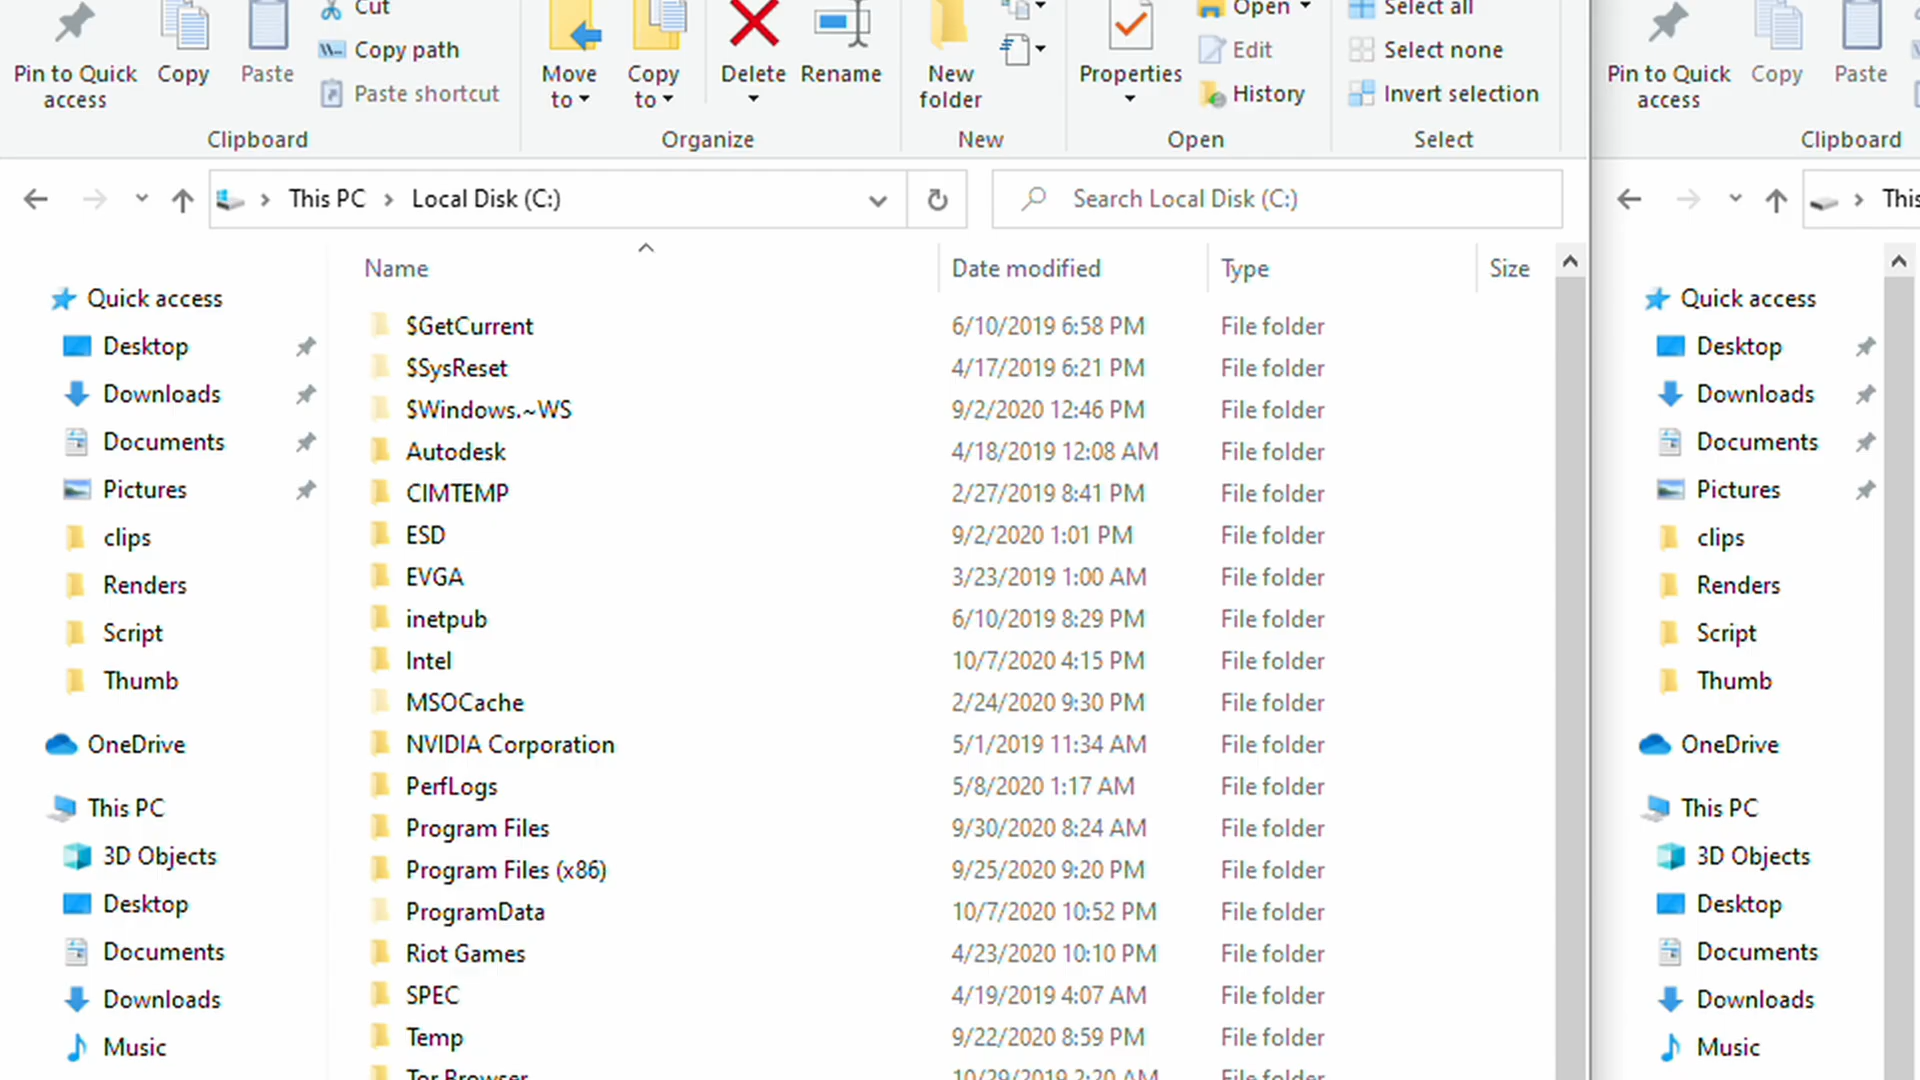 Cut
Open
Select all
Copy path
Edit
Select none
Pin to Quick access
Copy
Paste
Paste shortcut
Move to
Copy to
Delete
Rename
New folder
Properties
History
Invert selection
Pin to Quick access
Copy
Paste
Clipboard
Organize
New
Open
Select
Clipboard
This PC
Local Disk (C:)
Search Local Disk (C:)
This
Name
Date modified
Type
Size
Quick access
Desktop
Downloads
Documents
Pictures
clips
Renders
Script
Thumb
OneDrive
This PC
3D Objects
Desktop
Documents
Downloads
Music
$GetCurrent 6/10/2019 6:58 PM File folder
$SysReset 4/17/2019 6:21 PM File folder
$Windows.~WS 9/2/2020 12:46 PM File folder
Autodesk 4/18/2019 12:08 AM File folder
CIMTEMP 2/27/2019 8:41 PM File folder
ESD 9/2/2020 1:01 PM File folder
EVGA 3/23/2019 1:00 AM File folder
inetpub 6/10/2019 8:29 PM File folder
Intel 10/7/2020 4:15 PM File folder
MSOCache 2/24/2020 9:30 PM File folder
NVIDIA Corporation 5/1/2019 11:34 AM File folder
PerfLogs 5/8/2020 1:17 AM File folder
Program Files 9/30/2020 8:24 AM File folder
Program Files (x86) 9/25/2020 9:20 PM File folder
ProgramData 10/7/2020 10:52 PM File folder
Riot Games 4/23/2020 10:10 PM File folder
SPEC 4/19/2019 4:07 AM File folder
Temp 9/22/2020 8:59 PM File folder
Tor Browser 10/29/2019 2:20 AM File folder
Quick access
Desktop
Downloads
Documents
Pictures
clips
Renders
Script
Thumb
OneDrive
This PC
3D Objects
Desktop
Documents
Downloads
Music